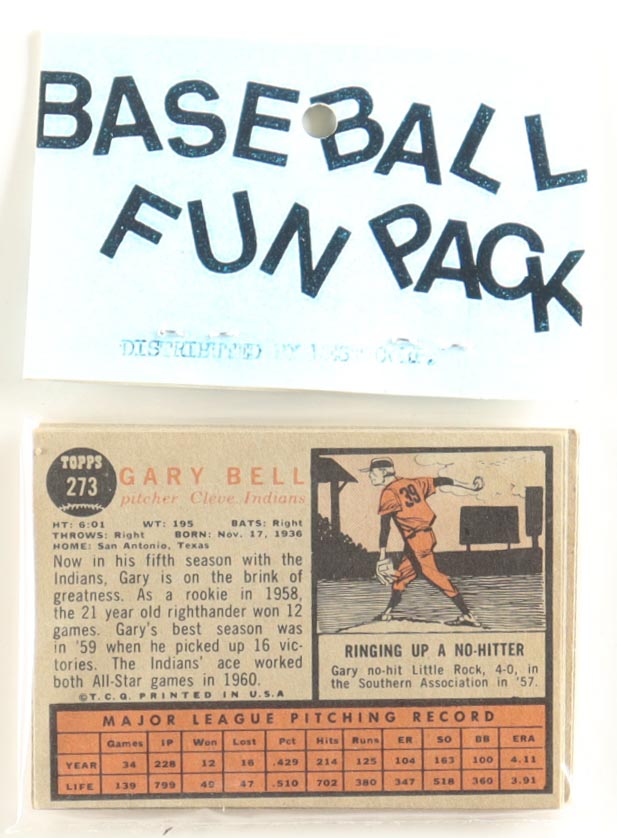 BASEBALL
FUN PACK
DISTRIBUTED BY
TOPPS
273
GARY BELL
pitcher Cleve. Indians
HT: 6:01 WT: 195 BATS: Right
THROWS: Right BORN: Nov. 17, 1936
HOME: San Antonio, Texas
Now in his fifth season with the
Indians, Gary is on the brink of
greatness. As a rookie in 1958,
the 21 year old righthander won 12
games. Gary's best season was
in '59 when he picked up 16 vic-
tories. The Indians' ace worked
both All-Star games in 1960.
©T.C.G. PRINTED IN U.S.A
39
RINGING UP A NO-HITTER
Gary no-hit Little Rock, 4-0, in
the Southern Association in '57.
MAJOR LEAGUE PITCHING RECORD
Games IP Won Lost Pct Hits Runs ER SO BB ERA
YEAR 34 228 12 16 .429 214 125 104 163 100 4.11
LIFE 139 799 49 47 .510 702 380 347 518 360 3.91